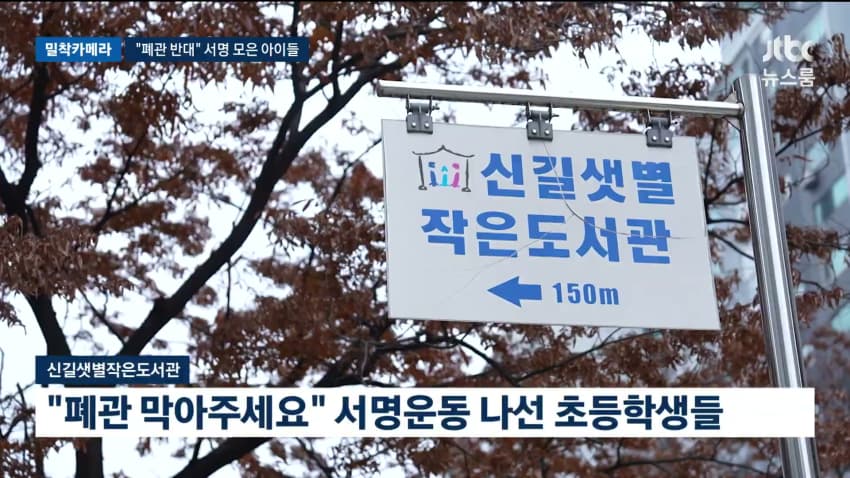 밀착카메라 "폐관 반대" 서명 모은 아이들
jtbc
뉴스룸
신길샛별
작은도서관
150m
신길샛별작은도서관
"폐관 막아주세요" 서명운동 나선 초등학생들